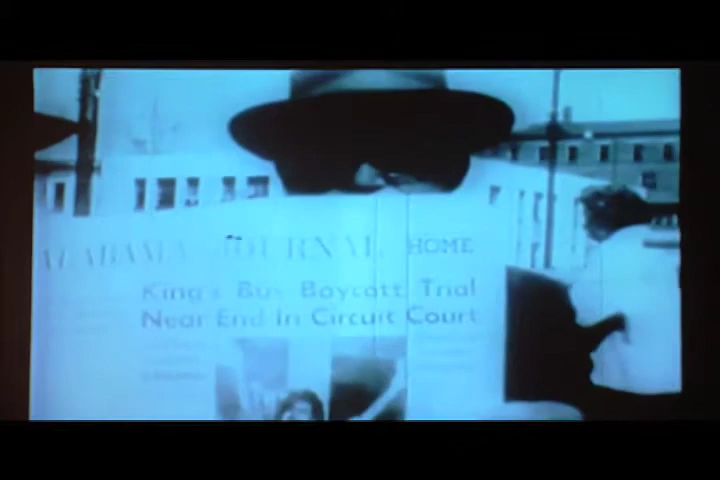 ALABAMA JOURNAL HOME
King's Bus Boycott Trial
Near End In Circuit Court